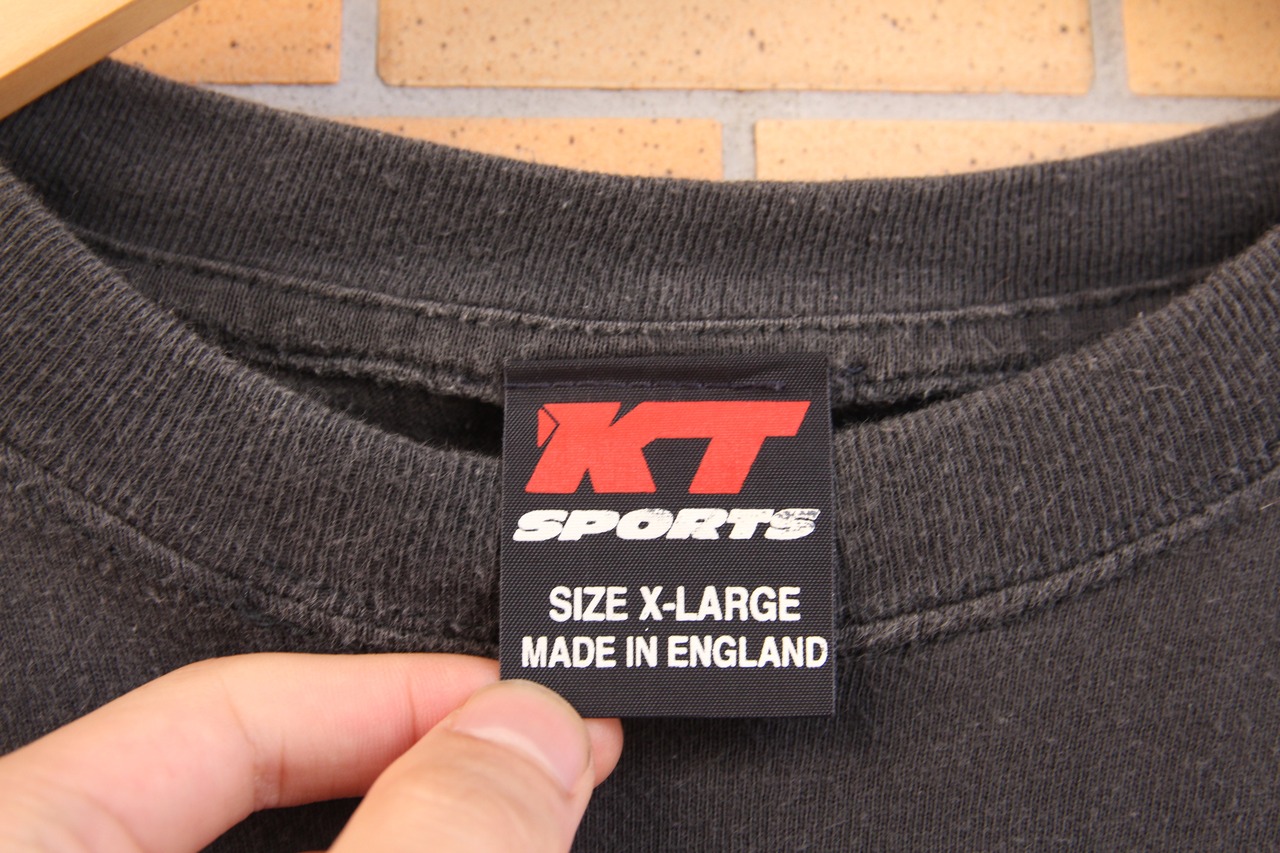 KT
SPORTS
SIZE X-LARGE
MADE IN ENGLAND